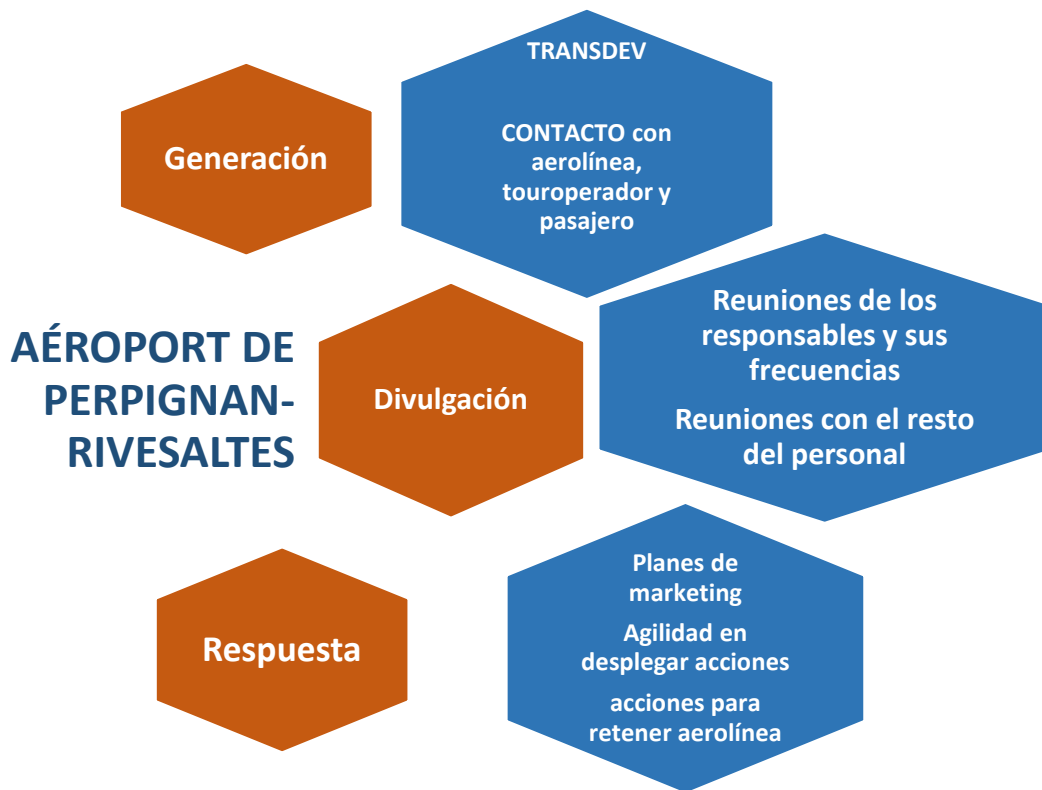 TRANSDEV
Generación
CONTACTO con
aerolínea,
touroperador y
pasajero
AÉROPORT DE
PERPIGNAN-
RIVESALTES
Divulgación
Reuniones de los
responsables y sus
frecuencias
Reuniones con el resto
del personal
Respuesta
Planes de
marketing
Agilidad en
desplegar acciones
acciones para
retener aerolínea